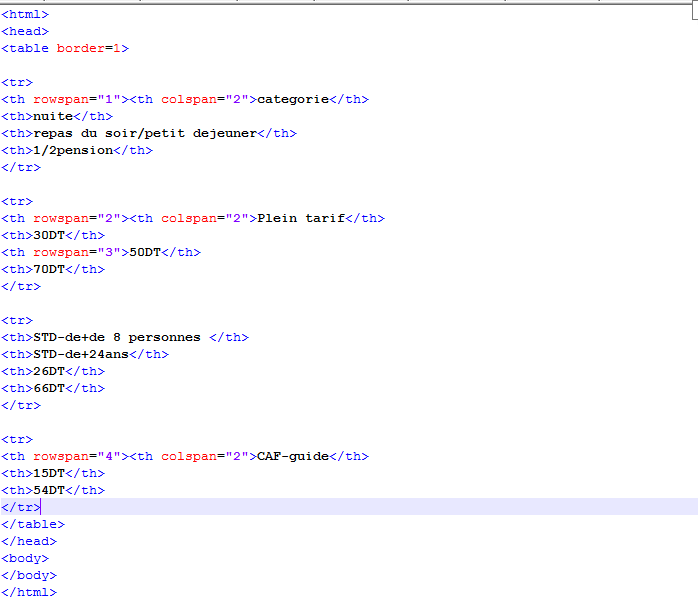 <html>
<head>
<table border=1>
<tr>
<th rowspan="1"><th colspan="2">categorie</th>
<th>nuite</th>
<th>repas du soir/petit dejeuner</th>
<th>1/2pension</th>
</tr>
<tr>
<th rowspan="2"><th colspan="2">Plein tarif</th>
<th>30DT</th>
<th rowspan="3">50DT</th>
<th>70DT</th>
</tr>
<tr>
<th>STD-de+de 8 personnes </th>
<th>STD-de+24ans</th>
<th>26DT</th>
<th>66DT</th>
</tr>
<tr>
<th rowspan="4"><th colspan="2">CAF-guide</th>
<th>15DT</th>
<th>54DT</th>
</tr>
</table>
</head>
<body>
</body>
</html>